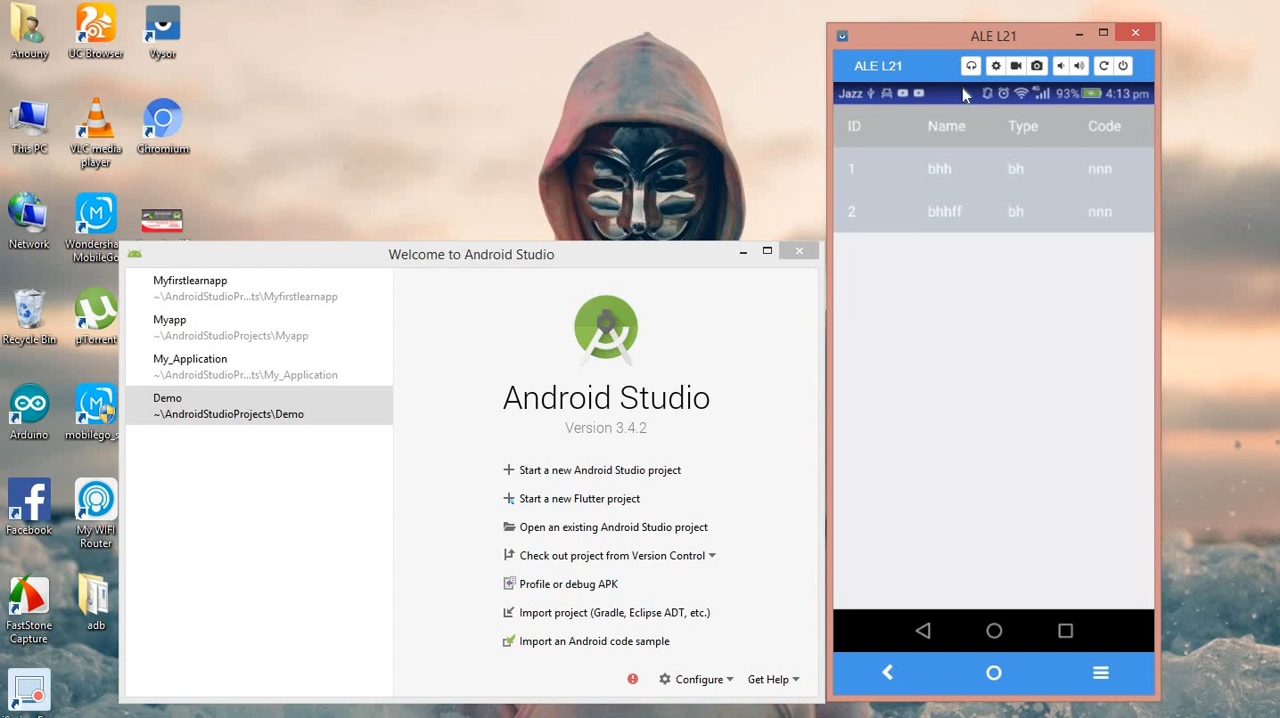 Anouny
UC Browser
Vysor
This PC
VLC media
player
Chromium
Network
Wondersha
MobileGo
Recycle Bin
µTorrent
Arduino
mobilego_s
Facebook
My WIFI
Router
FastStone
Capture
adb
Welcome to Android Studio
Myfirstlearnapp
~\AndroidStudioPr...ts\Myfirstlearnapp
Myapp
~\AndroidStudioProjects\Myapp
My_Application
~\AndroidStudioPr...ts\My_Application
Demo
~\AndroidStudioProjects\Demo
Android Studio
Version 3.4.2
Start a new Android Studio project
Start a new Flutter project
Open an existing Android Studio project
Check out project from Version Control
Profile or debug APK
Import project (Gradle, Eclipse ADT, etc.)
Import an Android code sample
Configure
Get Help
ALE L21
ALE L21
Jazz 4G 93% 4:13 pm
ID Name Type Code
1 bhh bh nnn
2 bhhff bh nnn